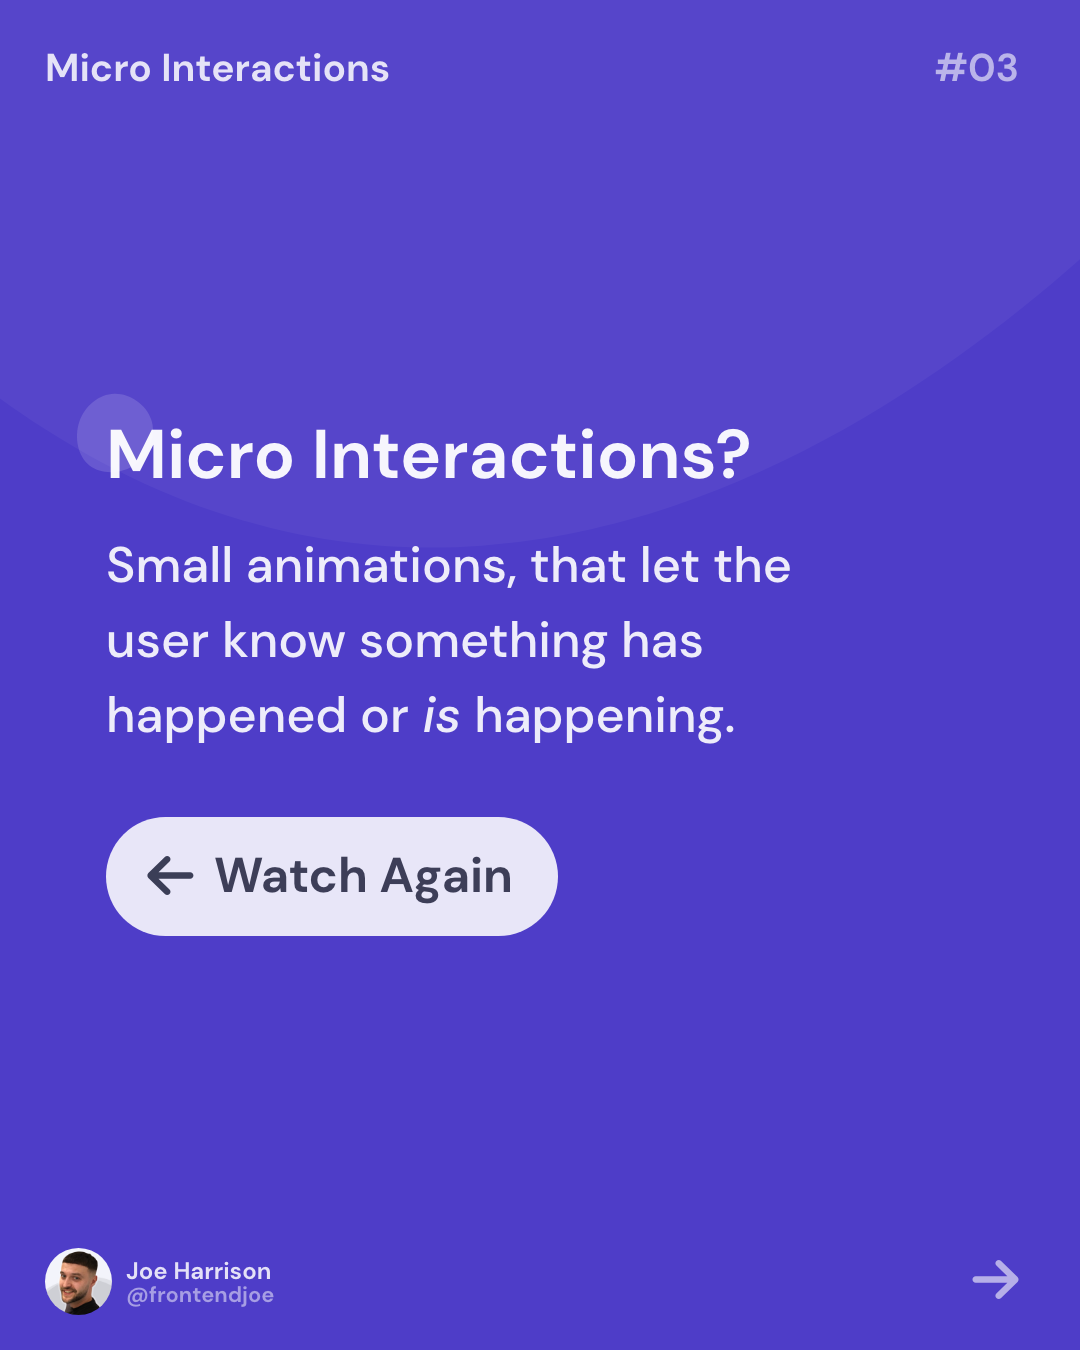 Micro Interactions
#03
Micro Interactions?
Small animations, that let the
user know something has
happened or is happening.
Watch Again
Joe Harrison
@frontendjoe